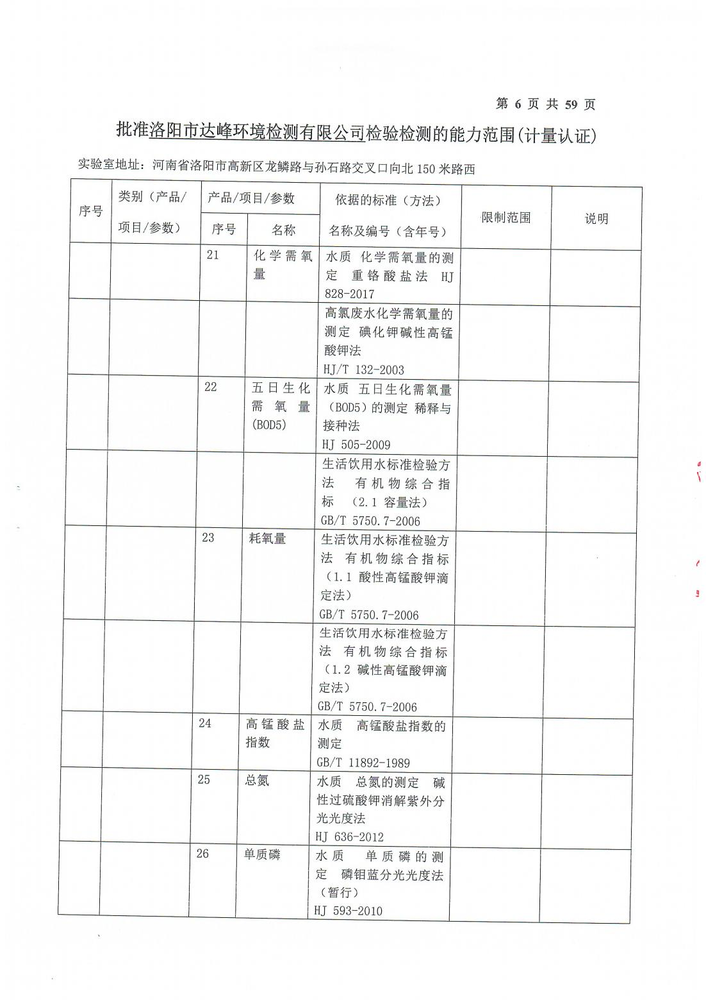 第 6 页 共 59 页
批准洛阳市达峰环境检测有限公司检验检测的能力范围(计量认证)
实验室地址：河南省洛阳市高新区龙鳞路与孙石路交叉口向北 150 米路西
序号
类别（产品/
项目/参数）
产品/项目/参数
序号
名称
依据的标准（方法）
名称及编号（含年号）
限制范围
说明
21
化学需氧
量
水质 化学需氧量的测
定 重铬酸盐法 HJ
828-2017
高氯废水化学需氧量的
测定 碘化钾碱性高锰
酸钾法
HJ/T 132-2003
22
五日生化
需氧量
(BOD5)
水质 五日生化需氧量
（BOD5）的测定 稀释与
接种法
HJ 505-2009
生活饮用水标准检验方
法 有机物综合指
标 （2.1 容量法）
GB/T 5750.7-2006
23
耗氧量
生活饮用水标准检验方
法 有机物综合指标
（1.1 酸性高锰酸钾滴
定法）
GB/T 5750.7-2006
生活饮用水标准检验方
法 有机物综合指标
（1.2 碱性高锰酸钾滴
定法）
GB/T 5750.7-2006
24
高锰酸盐
指数
水质 高锰酸盐指数的
测定
GB/T 11892-1989
25
总氮
水质 总氮的测定 碱
性过硫酸钾消解紫外分
光光度法
HJ 636-2012
26
单质磷
水质 单质磷的测
定 磷钼蓝分光光度法
（暂行）
HJ 593-2010